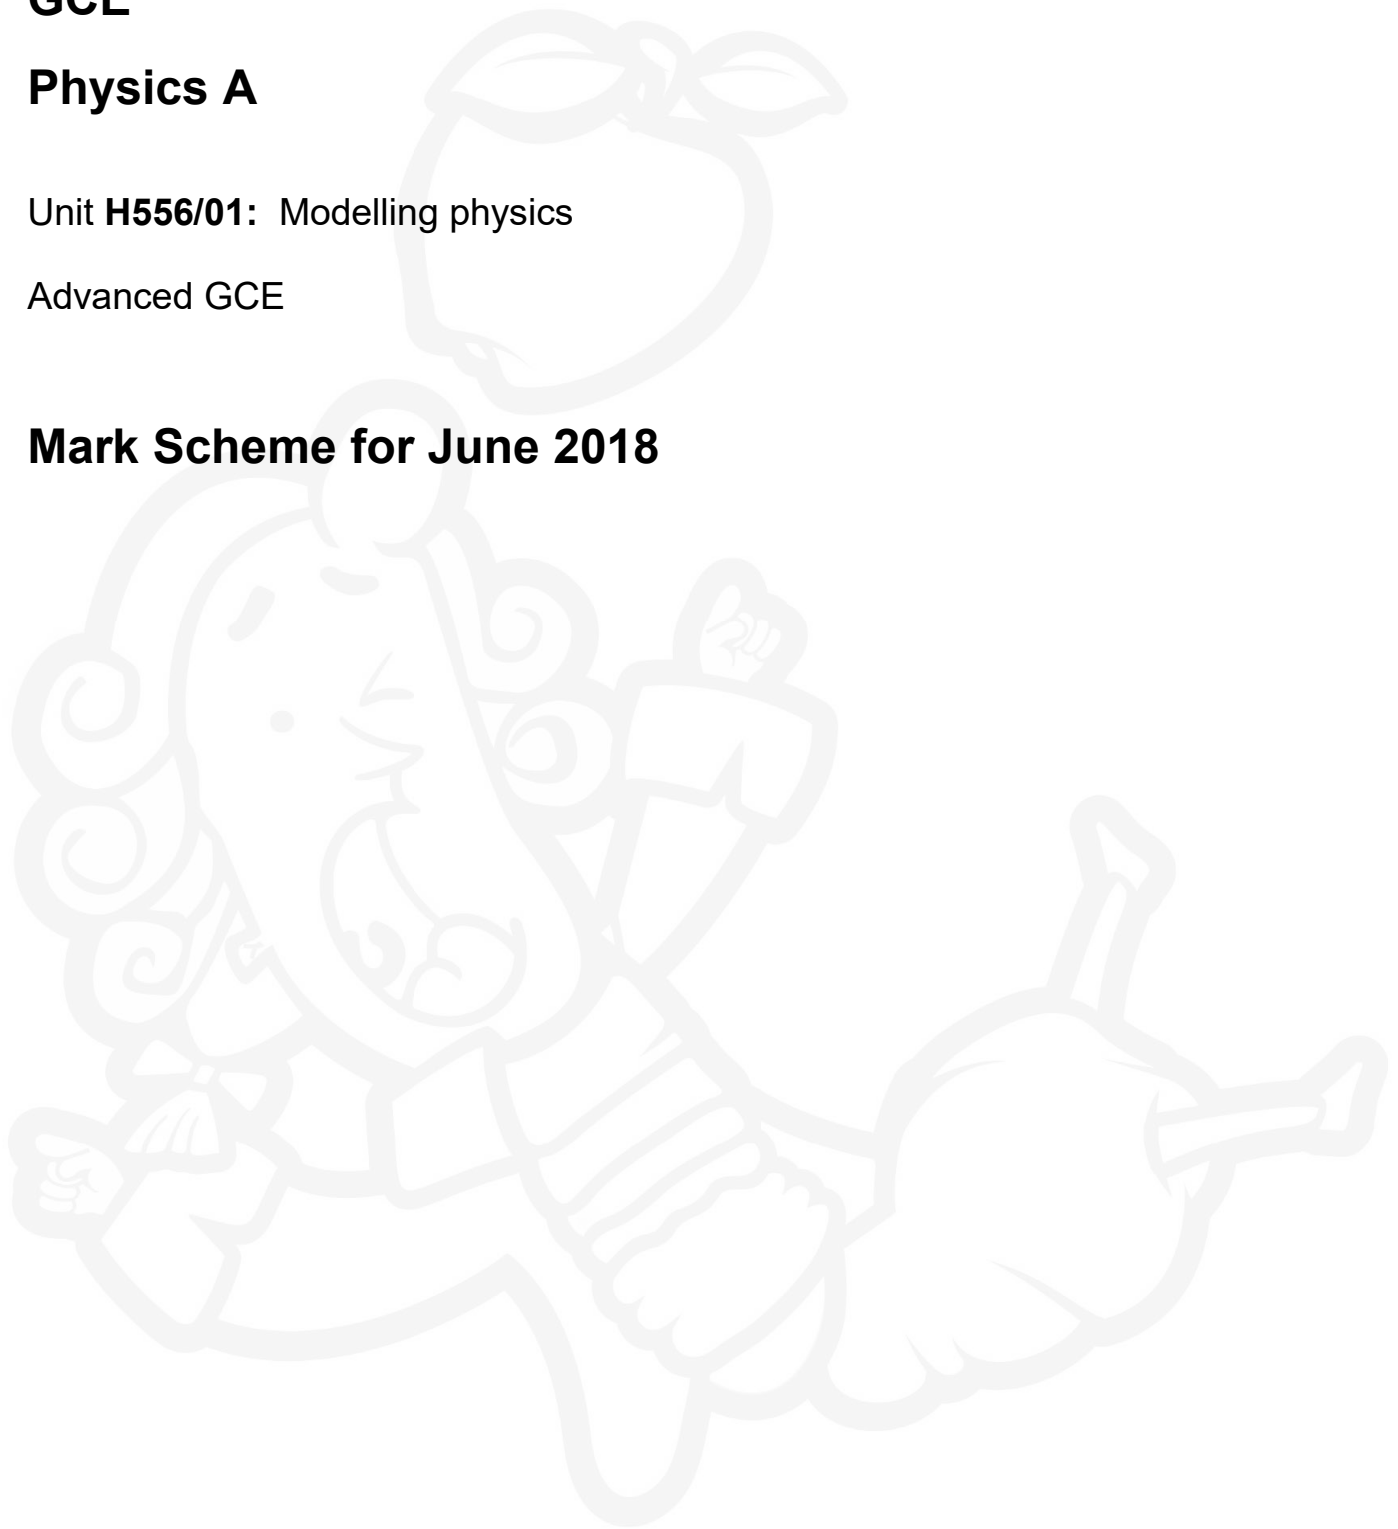 GCE
Physics A
Unit H556/01: Modelling physics
Advanced GCE
Mark Scheme for June 2018